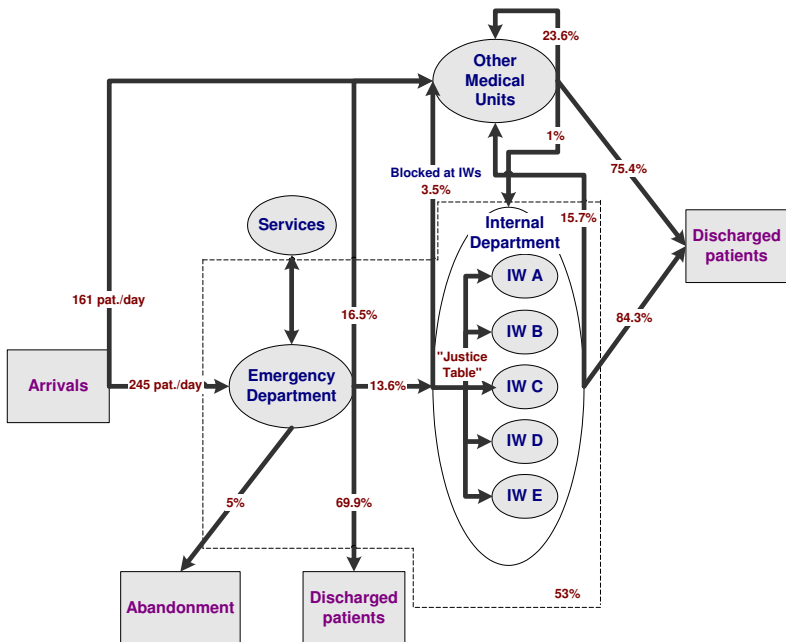 23.6%
Other
Medical
Units
1%
Blocked at IWs
3.5%
75.4%
Services
Internal
Department
15.7%
Discharged
patients
IW A
161 pat./day
16.5%
IW B
84.3%
"Justice
Table"
Arrivals
245 pat./day
Emergency
Department
13.6%
IW C
IW D
5%
69.9%
IW E
Abandonment
Discharged
patients
53%